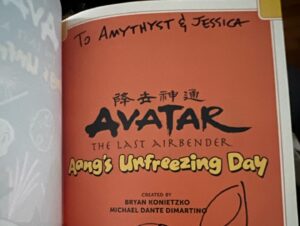 To AMYTHYST & JESSICA
降去神通
AVATAR
THE LAST AIRBENDER
Aang's Unfreezing Day
CREATED BY
BRYAN KONIETZKO
MICHAEL DANTE DIMARTINO